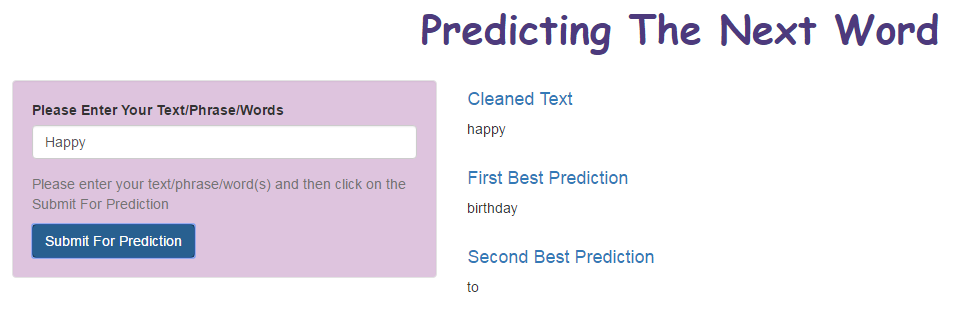 Predicting The Next Word
Please Enter Your Text/Phrase/Words
Happy
Please enter your text/phrase/word(s) and then click on the
Submit For Prediction
Submit For Prediction
Cleaned Text
happy
First Best Prediction
birthday
Second Best Prediction
to